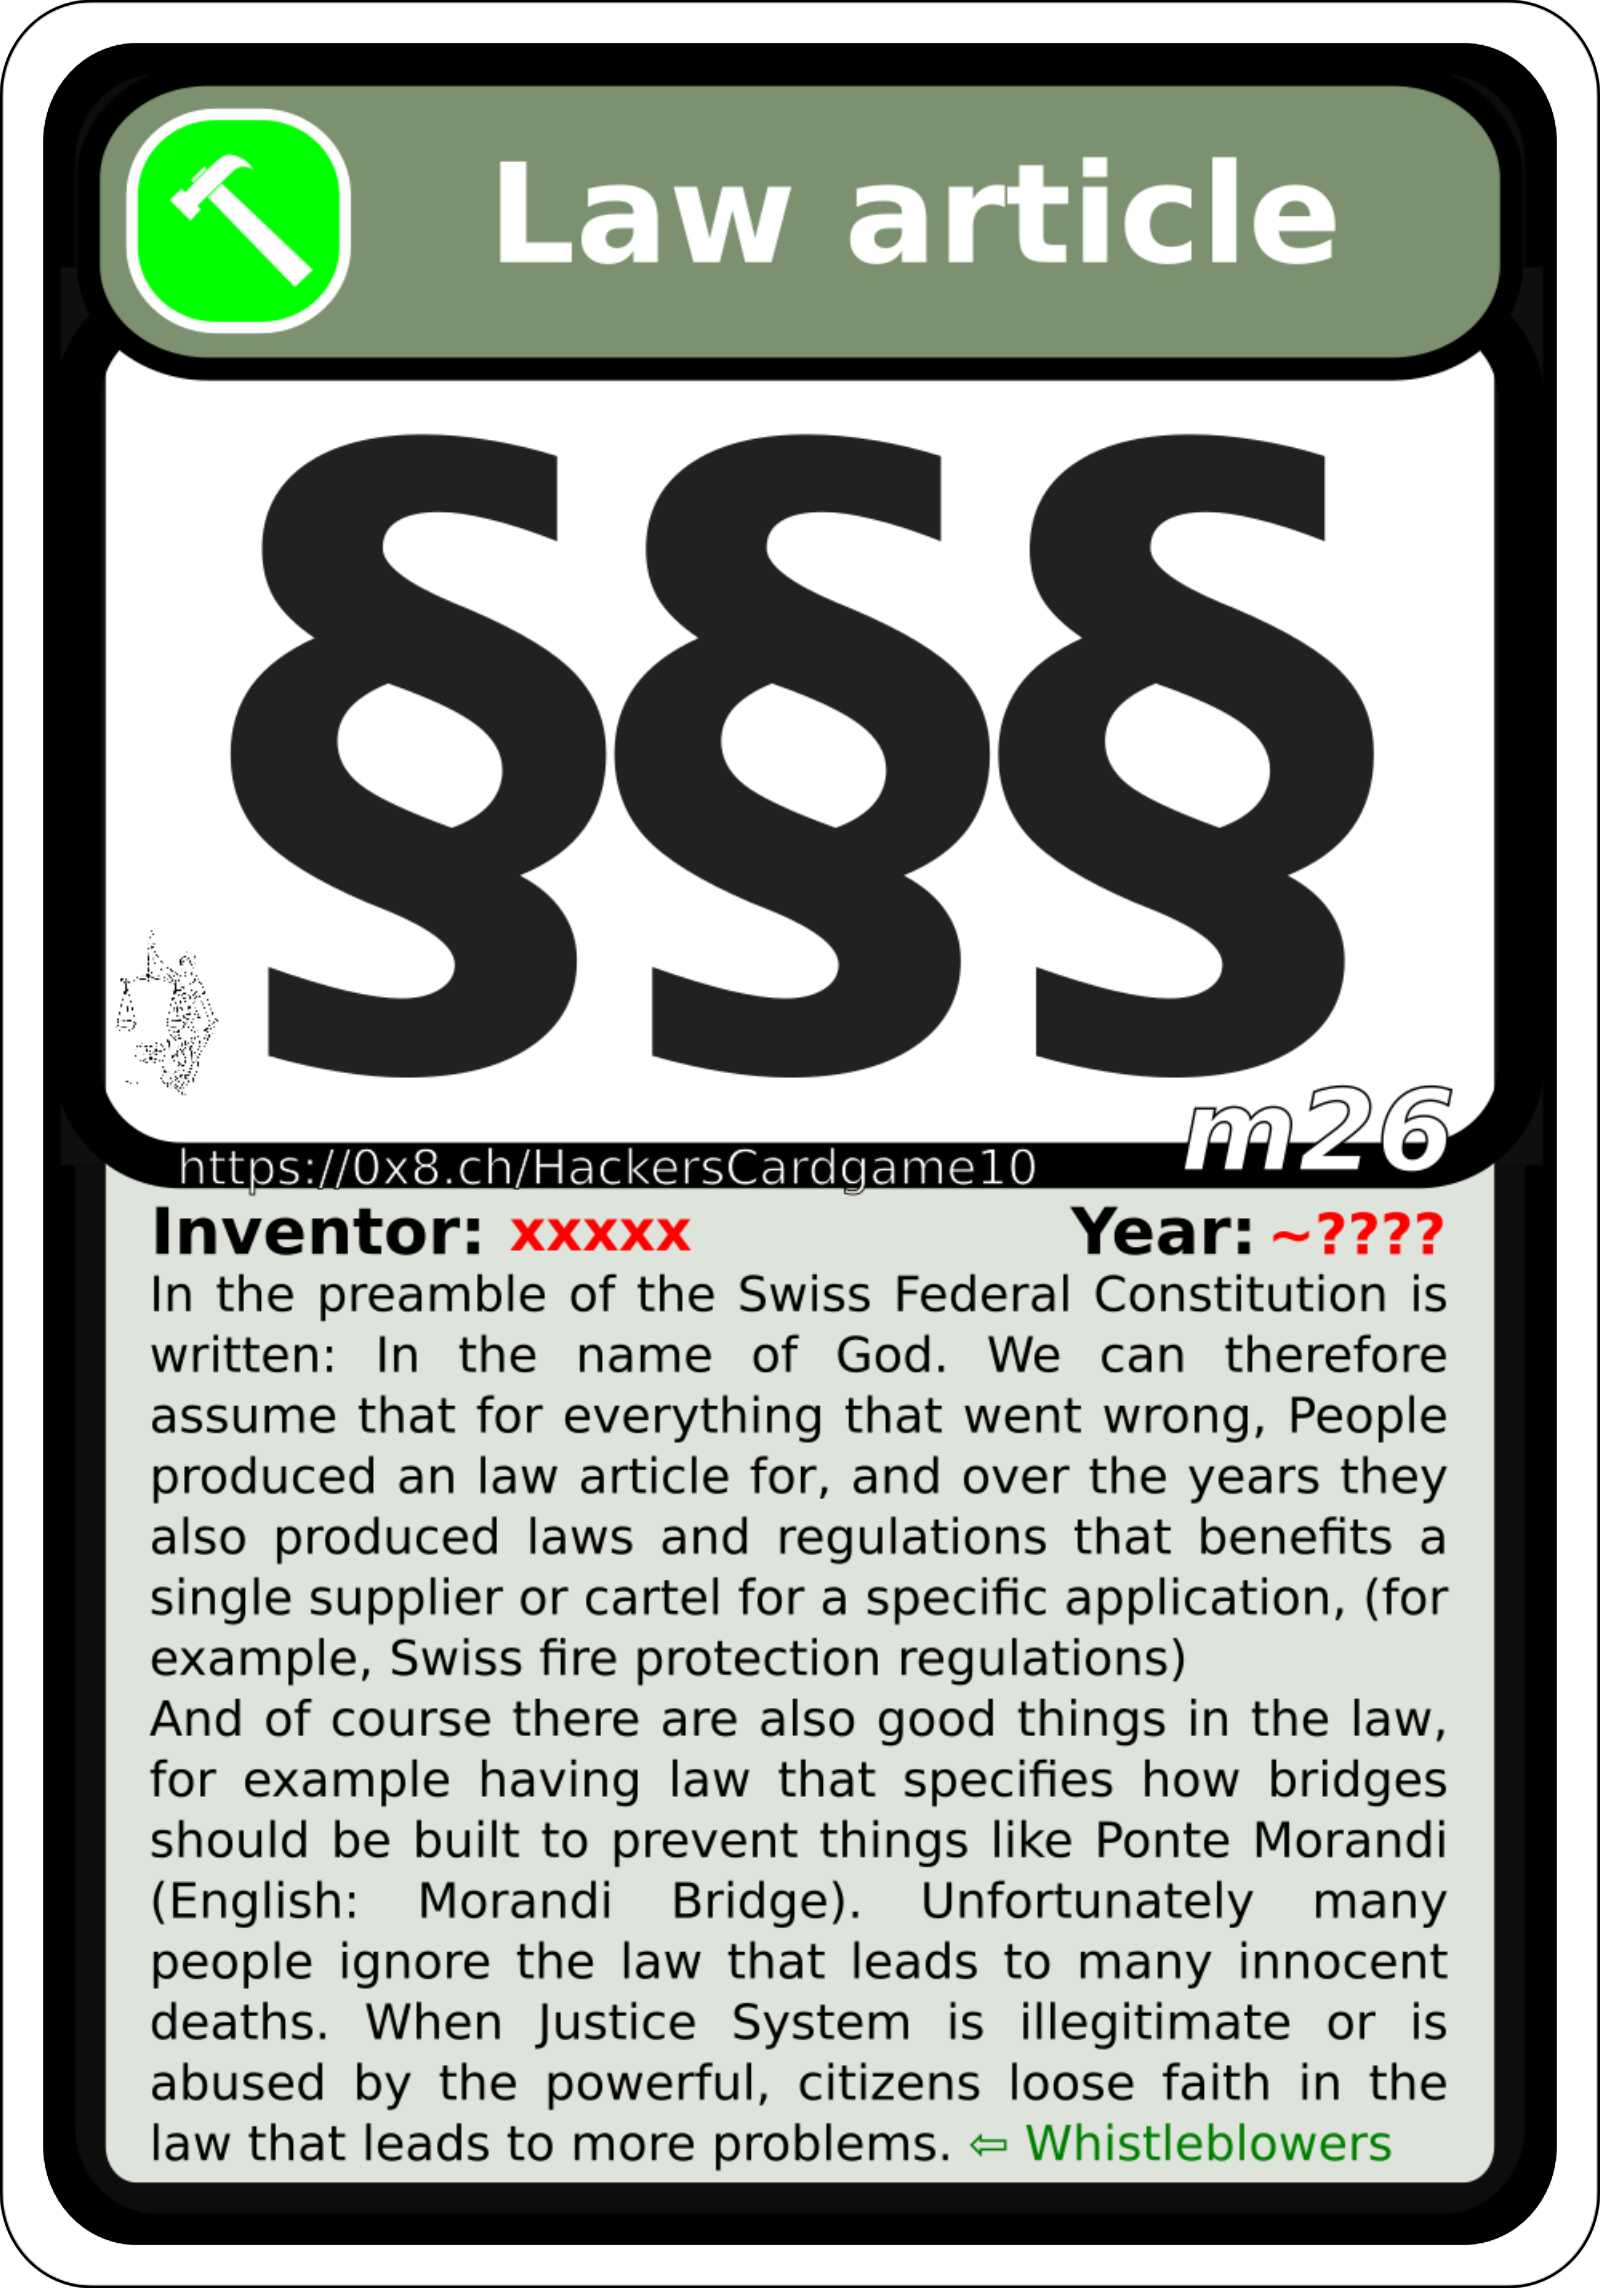 Law article
§§§
m26
https://0x8.ch/HackersCardgame10
Inventor: xxxxx Year: ~????
In the preamble of the Swiss Federal Constitution is
written: In the name of God. We can therefore
assume that for everything that went wrong, People
produced an law article for, and over the years they
also produced laws and regulations that benefits a
single supplier or cartel for a specific application, (for
example, Swiss fire protection regulations)
And of course there are also good things in the law,
for example having law that specifies how bridges
should be built to prevent things like Ponte Morandi
(English: Morandi Bridge). Unfortunately many
people ignore the law that leads to many innocent
deaths. When Justice System is illegitimate or is
abused by the powerful, citizens loose faith in the
law that leads to more problems. ⇦ Whistleblowers